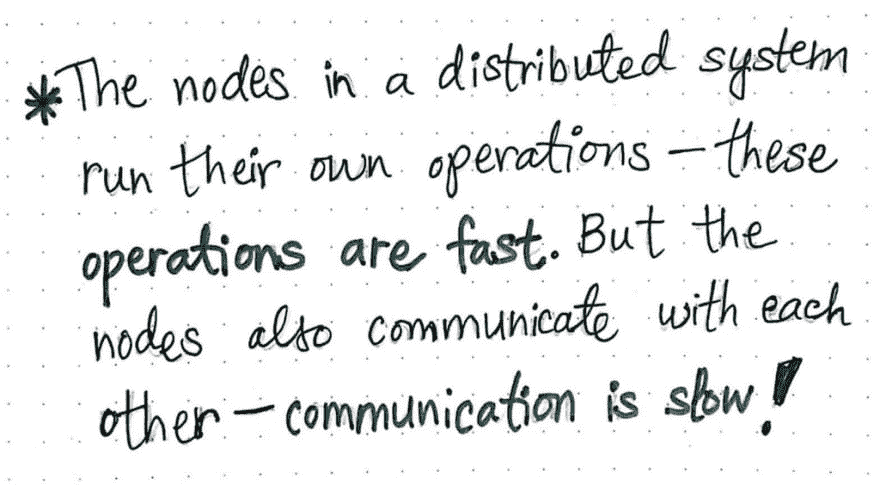 *The nodes in a distributed system
run their own operations – these
operations are fast. But the
nodes also communicate with each
other – communication is slow!